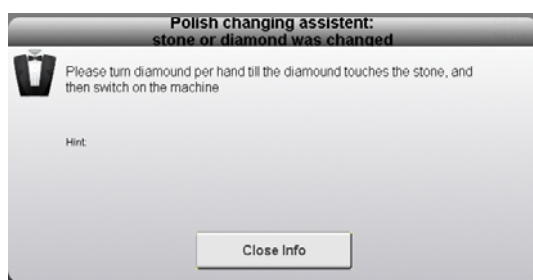 Polish changing assistent:
stone or diamond was changed
Please turn diamound per hand till the diamound touches the stone, and
then switch on the machine
Hint:
Close Info